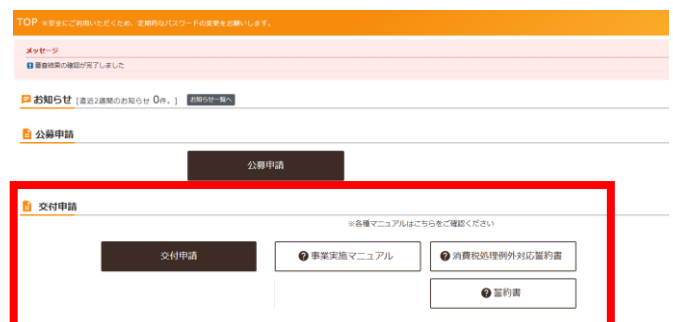 TOP ※安全にご利用いただくため、定期的なパスワードの変更をお願いします。
メッセージ
審査結果の確認が完了しました
お知らせ [直近2週間のお知らせ 0件。] お知らせ一覧へ
公募申請
公募申請
交付申請
※各種マニュアルはこちらをご確認ください
交付申請 事業実施マニュアル 消費税処理例外対応誓約書
誓約書